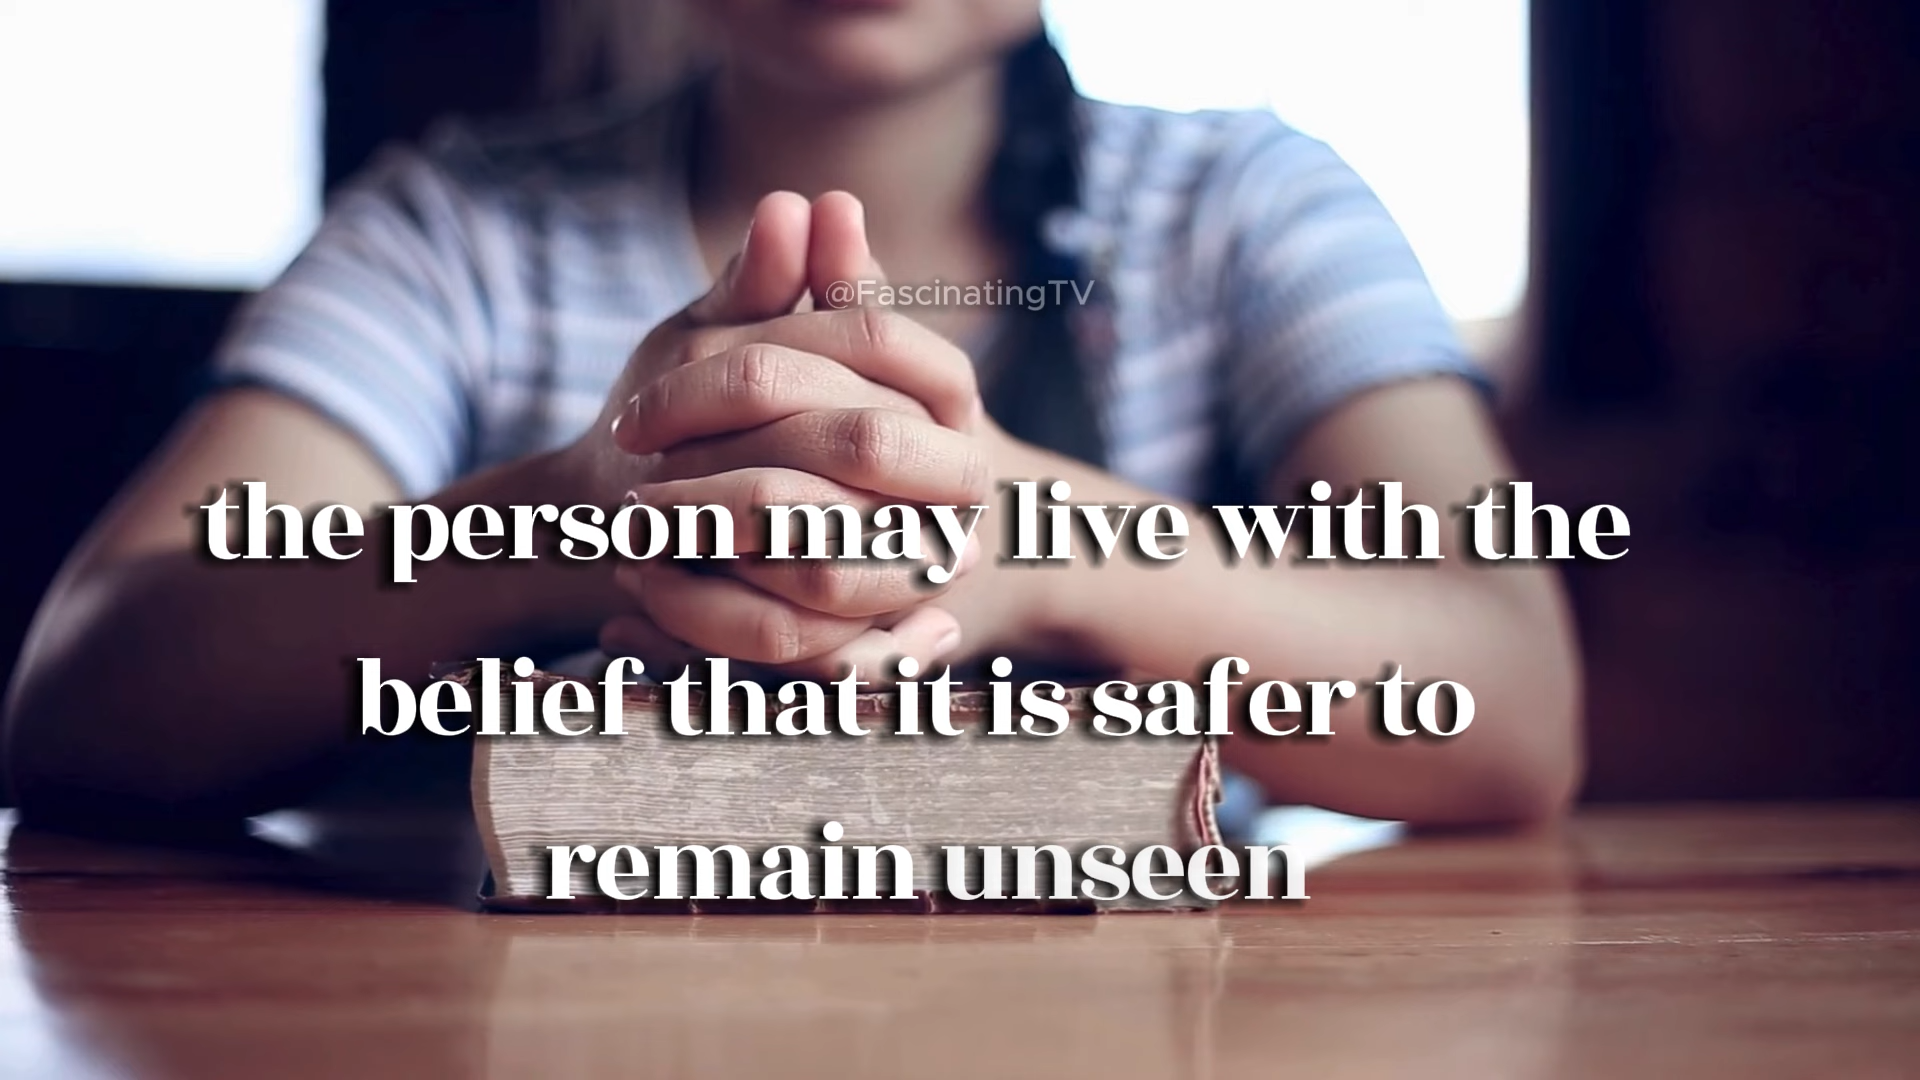 @FascinatingTV
the person may live with the
belief that it is safer to
remain unseen